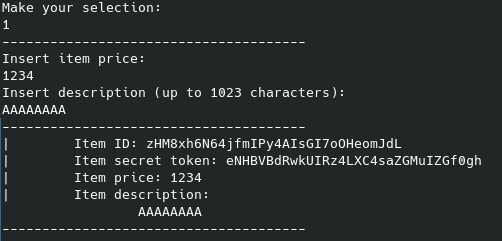 Make your selection:
1
--------------------------------------
Insert item price:
1234
Insert description (up to 1023 characters):
AAAAAAAA
--------------------------------------
|        Item ID: zHM8xh6N64jfmIPy4AIsGI7oOHeomJdL
|        Item secret token: eNHBVBdRwkUIRz4LXC4saZGMuIZGf0gh
|        Item price: 1234
|        Item description:
                 AAAAAAAA
--------------------------------------